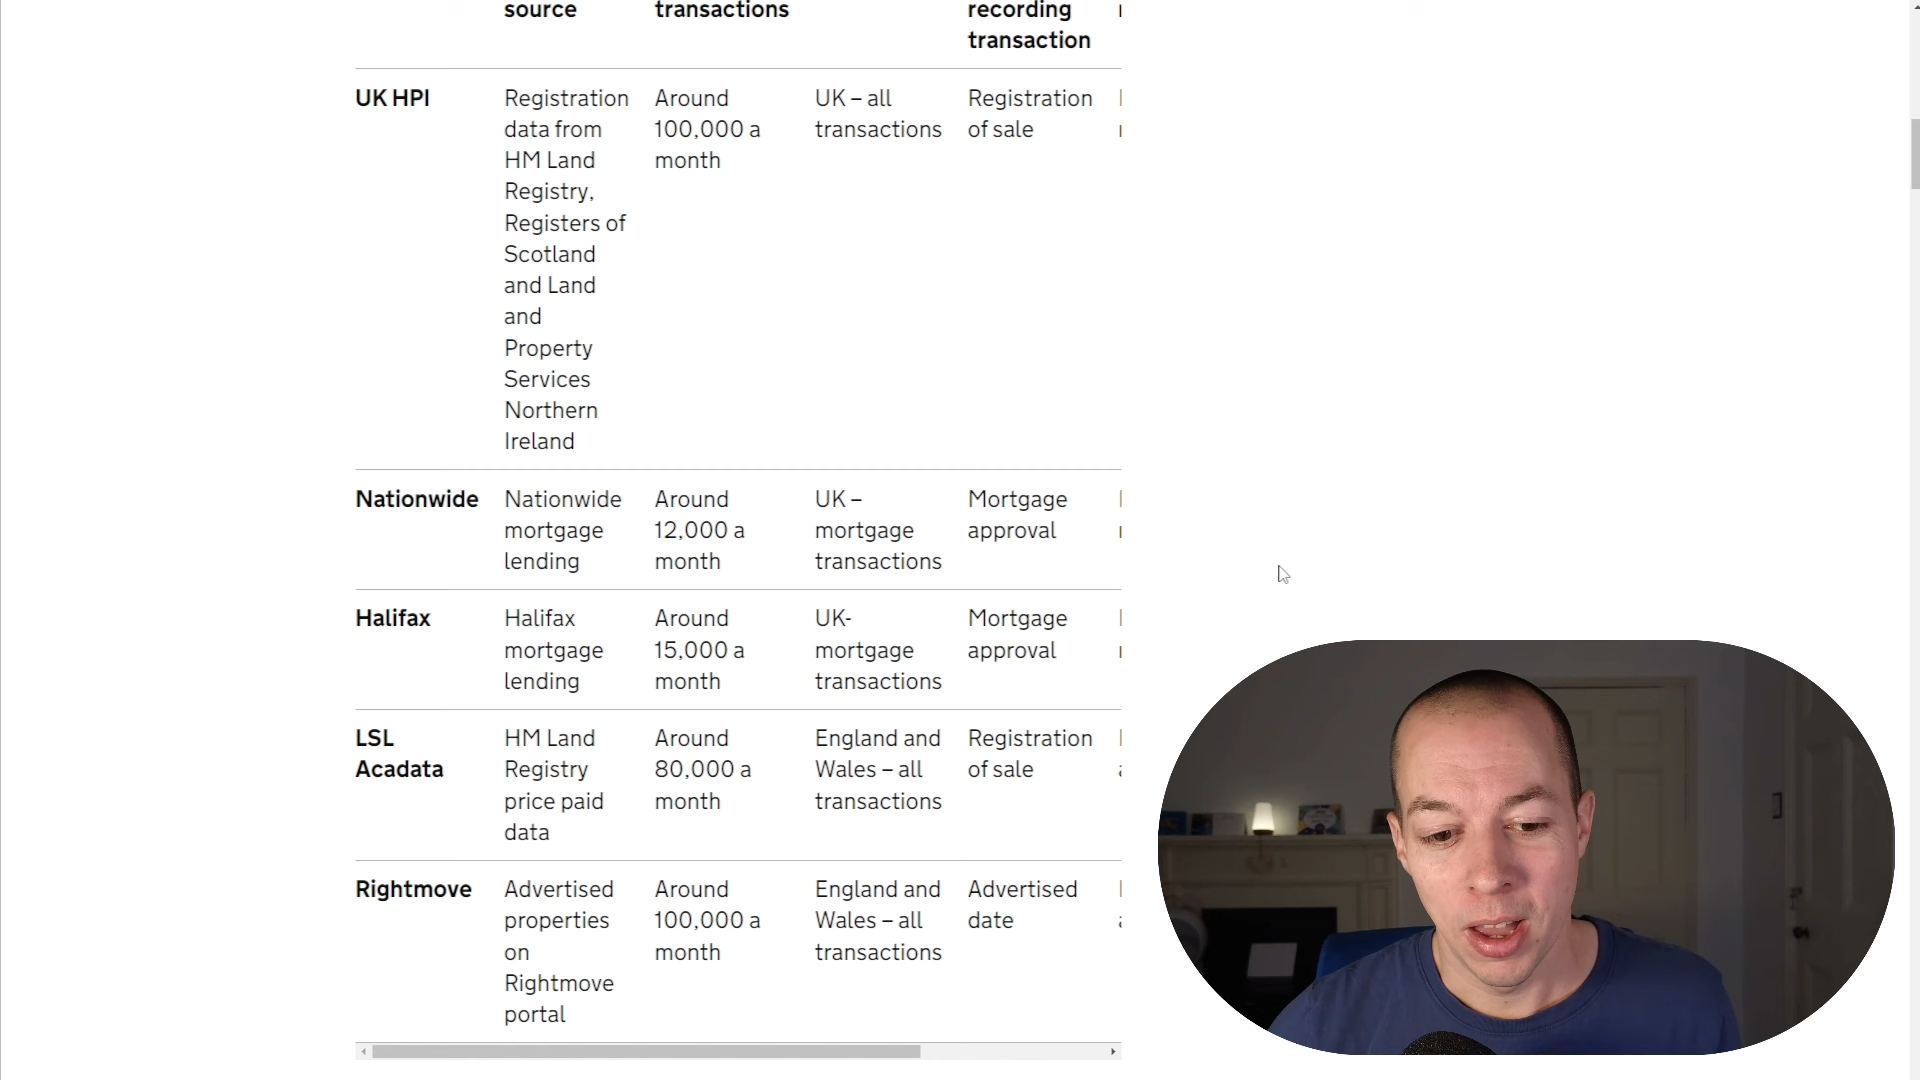 source transactions recording
transaction
UK HPI Registration Around UK – all Registration
data from 100,000 a transactions of sale
HM Land month
Registry,
Registers of
Scotland
and Land
and
Property
Services
Northern
Ireland
Nationwide Nationwide Around UK – Mortgage
mortgage 12,000 a mortgage approval
lending month transactions
Halifax Halifax Around UK- Mortgage
mortgage 15,000 a mortgage approval
lending month transactions
LSL HM Land Around England and Registration
Acadata Registry 80,000 a Wales – all of sale
price paid month transactions
data
Rightmove Advertised Around England and Advertised
properties 100,000 a Wales – all date
on month transactions
Rightmove
portal